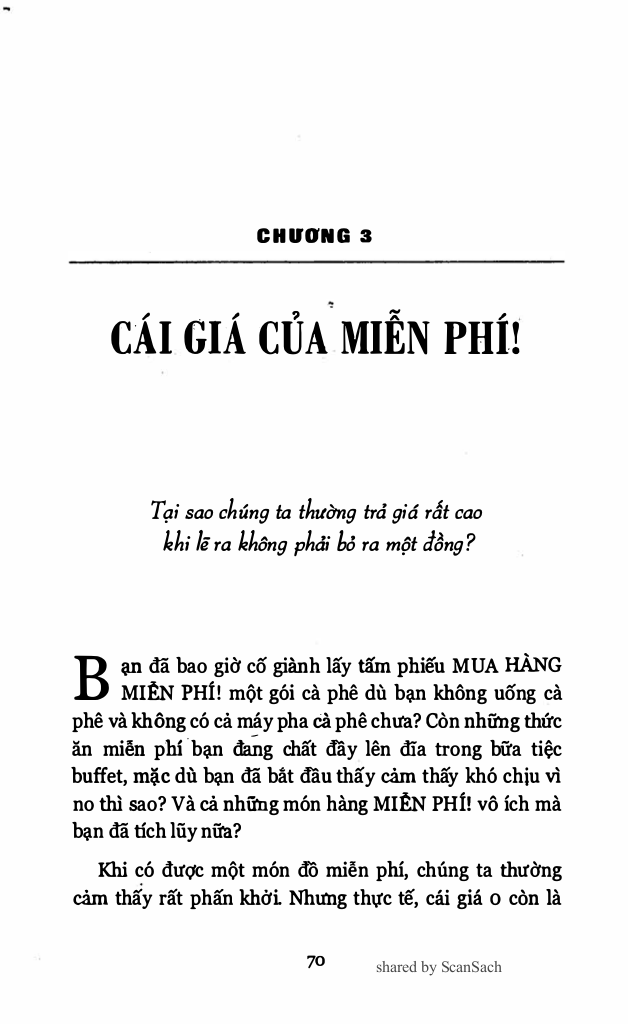 CHƯƠNG 3
CÁI GIÁ CỦA MIỄN PHÍ!
Tại sao chúng ta thường trả giá rất cao
khi lẽ ra không phải bỏ ra một đồng?
Bạn đã bao giờ cố giành lấy tấm phiếu MUA HÀNG
MIỄN PHÍ! một gói cà phê dù bạn không uống cà
phê và không có cả máy pha cà phê chưa? Còn những thức
ăn miễn phí bạn đang chất đầy lên đĩa trong bữa tiệc
buffet, mặc dù bạn đã bắt đầu thấy cảm thấy khó chịu vì
no thì sao? Và cả những món hàng MIỄN PHÍ! vô ích mà
bạn đã tích lũy nữa?
Khi có được một món đồ miễn phí, chúng ta thường
cảm thấy rất phấn khởi. Nhưng thực tế, cái giá 0 còn là
70
shared by ScanSach